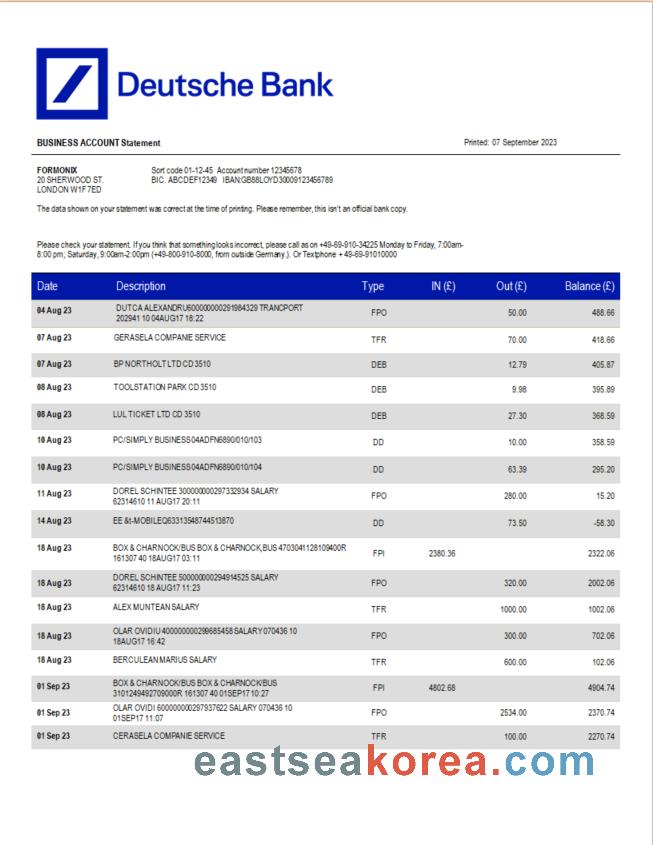 Deutsche Bank
BUSINESS ACCOUNT Statement
Printed: 07 September 2023
FORMONIX
20 SHERWOOD ST.
LONDON W1F 7ED
Sort code 01-12-45 Account number 12345678
BIC. ABCDEF12349 IBAN:GB88LOYD30009123456789
The data shown on your statement was correct at the time of printing. Please remember, this isn't an official bank copy.
Please check your statement. If you think that something looks incorrect, please call as on +49-69-910-34225 Monday to Friday, 7:00am-
8:00 pm; Saturday, 9:00am-2:00pm (+49-800-910-8000, from outside Germany.). Or Textphone + 49-69-91010000
Date Description Type IN (£) Out (£) Balance (£)
04 Aug 23 DUTCA ALEXANDRU600000000291984329 TRANCPORT
202941 10 04AUG17 18:22 FPO 50.00 488.66
07 Aug 23 GERASELA COMPANIE SERVICE TFR 70.00 418.66
07 Aug 23 BP NORTHOLT LTD CD 3510 DEB 12.79 405.87
08 Aug 23 TOOLSTATION PARK CD 3510 DEB 9.98 395.89
08 Aug 23 LUL TICKET LTD CD 3510 DEB 27.30 368.59
10 Aug 23 PC/SIMPLY BUSINESS04ADFN6890/010/103 DD 10.00 358.59
10 Aug 23 PC/SIMPLY BUSINESS04ADFN6890/010/104 DD 63.39 295.20
11 Aug 23 DOREL SCHINTEE 300000000297332934 SALARY
62314610 11 AUG17 20:11 FPO 280.00 15.20
14 Aug 23 EE &t-MOBILEQ63313548744513870 DD 73.50 -58.30
18 Aug 23 BOX & CHARNOCK/BUS BOX & CHARNOCK,BUS 4703041128109400R
161307 40 18AUG17 03:11 FPI 2380.36 2322.06
18 Aug 23 DOREL SCHINTEE 500000000294914525 SALARY
62314610 18 AUG17 11:23 FPO 320.00 2002.06
18 Aug 23 ALEX MUNTEAN SALARY TFR 1000.00 1002.06
18 Aug 23 OLAR OVIDIU 400000000299685458 SALARY 070436 10
18AUG17 16:42 FPO 300.00 702.06
18 Aug 23 BERCULEAN MARIUS SALARY TFR 600.00 102.06
01 Sep 23 BOX & CHARNOCK/BUS BOX & CHARNOCK/BUS
3101249492709000R 161307 40 01SEP17 10:27 FPI 4802.68 4904.74
01 Sep 23 OLAR OVIDI 600000000297937622 SALARY 070436 10
01SEP17 11:07 FPO 2534.00 2370.74
01 Sep 23 CERASELA COMPANIE SERVICE TFR 100.00 2270.74
eastseakorea.com